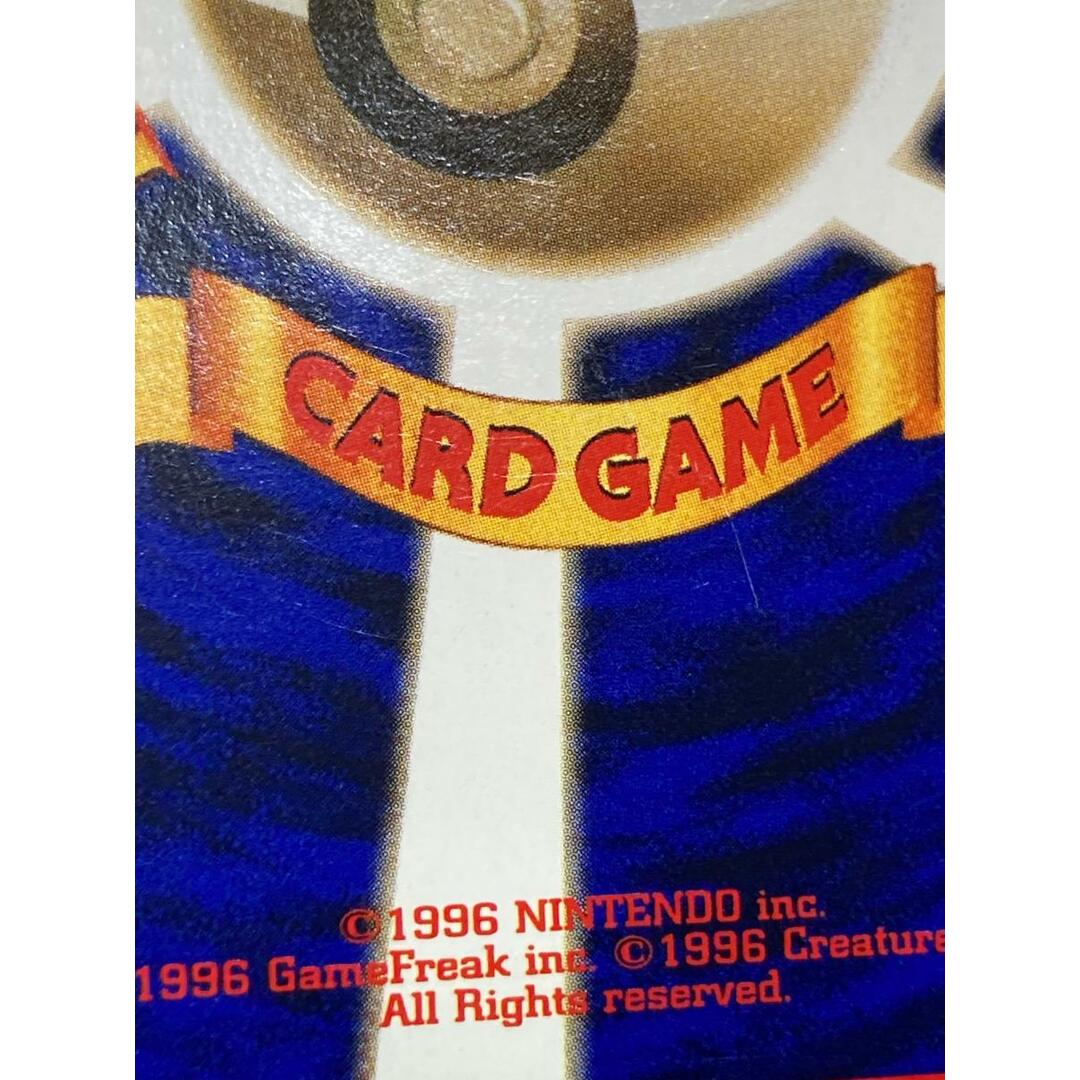 CARD GAME
©1996 NINTENDO inc.
1996 GameFreak inc. ©1996 Creature
All Rights reserved.